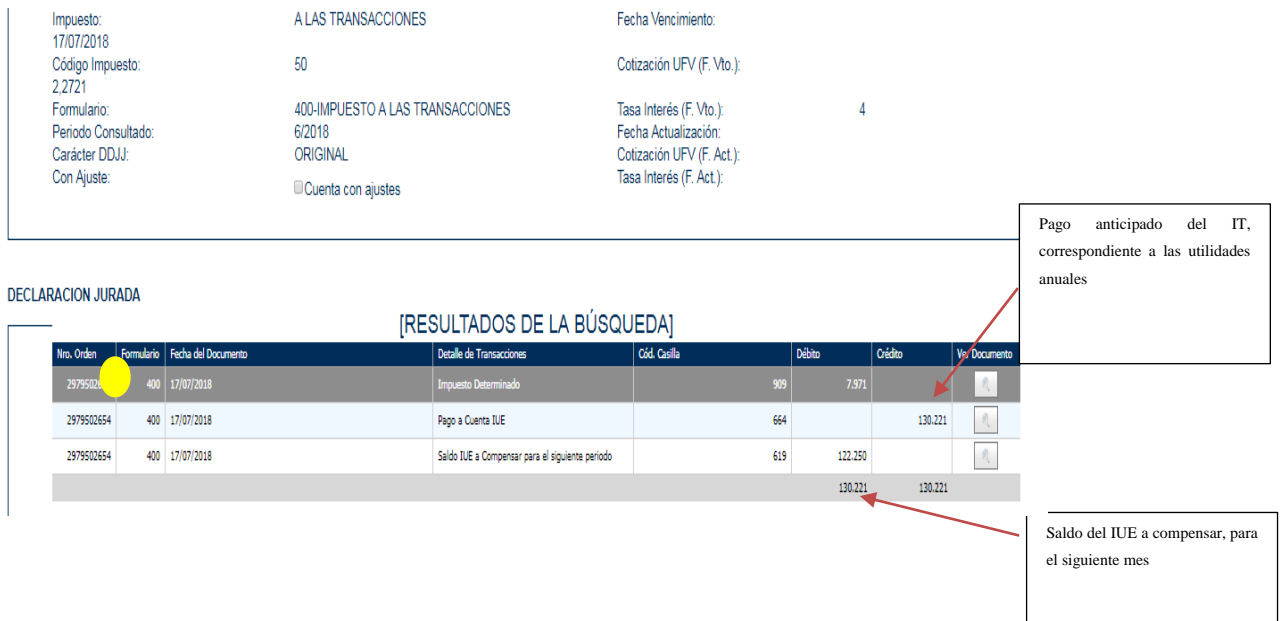 Impuesto: A LAS TRANSACCIONES Fecha Vencimiento:
17/07/2018
Código Impuesto: 50 Cotización UFV (F. Vto.):
2,2721
Formulario: 400-IMPUESTO A LAS TRANSACCIONES Tasa Interés (F. Vto.): 4
Periodo Consultado: 6/2018 Fecha Actualización:
Carácter DDJJ: ORIGINAL Cotización UFV (F. Act.):
Con Ajuste: Cuenta con ajustes Tasa Interés (F. Act.):
Pago anticipado del IT,
correspondiente a las utilidades
anuales
DECLARACION JURADA
[RESULTADOS DE LA BÚSQUEDA]
Nro. Orden Formulario Fecha del Documento Detalle de Transacciones Cód. Casilla Débito Crédito Ver Documento
400 17/07/2018 Impuesto Determinado 909 7.971
2979502654 400 17/07/2018 Pago a Cuenta IUE 664 130.221
2979502654 400 17/07/2018 Saldo IUE a Compensar para el siguiente periodo 619 122.250
130.221 130.221
Saldo del IUE a compensar, para
el siguiente mes